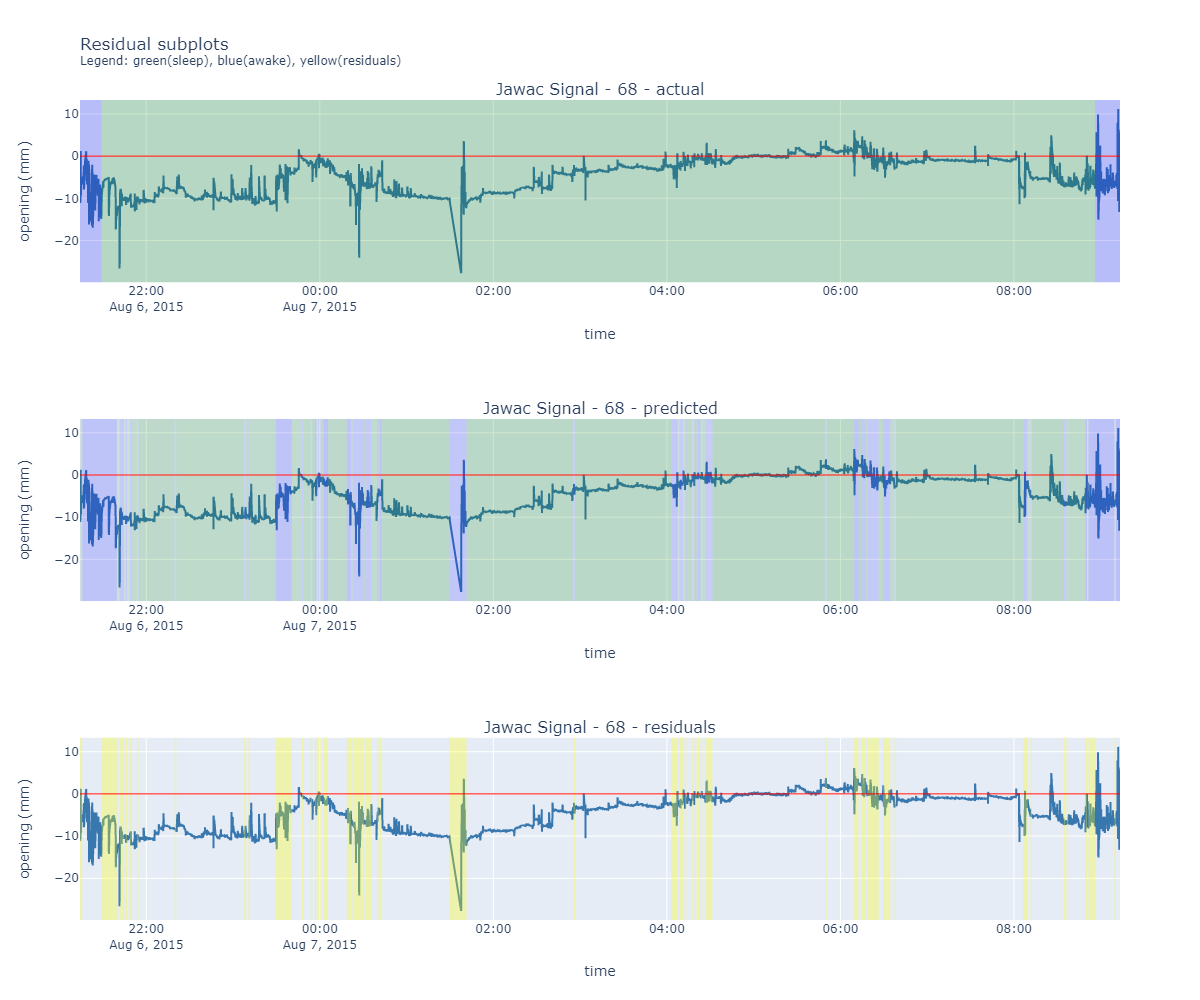 Residual subplots
Legend: green(sleep), blue(awake), yellow(residuals)
Jawac Signal - 68 - actual
opening (mm)
10
0
−10
−20
22:00
00:00
02:00
04:00
06:00
08:00
Aug 6, 2015
Aug 7, 2015
time
Jawac Signal - 68 - predicted
opening (mm)
10
0
−10
−20
22:00
00:00
02:00
04:00
06:00
08:00
Aug 6, 2015
Aug 7, 2015
time
Jawac Signal - 68 - residuals
opening (mm)
10
0
−10
−20
22:00
00:00
02:00
04:00
06:00
08:00
Aug 6, 2015
Aug 7, 2015
time